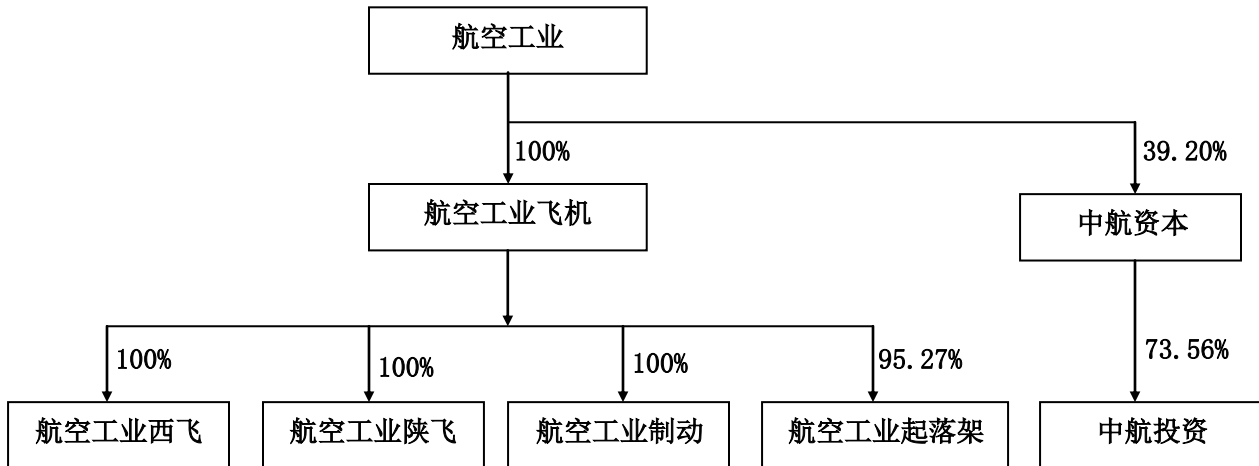 航空工业
100%
39.20%
航空工业飞机
中航资本
100%
100%
100%
95.27%
73.56%
航空工业西飞
航空工业陕飞
航空工业制动
航空工业起落架
中航投资